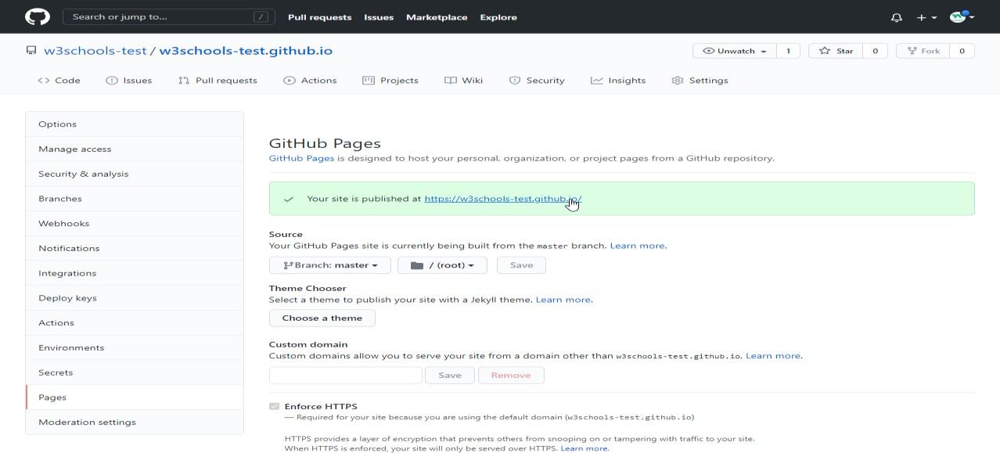 Search or jump to... / Pull requests Issues Marketplace Explore
w3schools-test / w3schools-test.github.io Unwatch 1 Star 0 Fork 0
Code Issues Pull requests Actions Projects Wiki Security Insights Settings
Options
Manage access
Security & analysis
Branches
Webhooks
Notifications
Integrations
Deploy keys
Actions
Environments
Secrets
Pages
Moderation settings
GitHub Pages
GitHub Pages is designed to host your personal, organization, or project pages from a GitHub repository.
Your site is published at https://w3schools-test.github.io/
Source
Your GitHub Pages site is currently being built from the master branch. Learn more.
Branch: master / (root) Save
Theme Chooser
Select a theme to publish your site with a Jekyll theme. Learn more.
Choose a theme
Custom domain
Custom domains allow you to serve your site from a domain other than w3schools-test.github.io. Learn more.
Save Remove
Enforce HTTPS
— Required for your site because you are using the default domain (w3schools-test.github.io)
HTTPS provides a layer of encryption that prevents others from snooping on or tampering with traffic to your site.
When HTTPS is enforced, your site will only be served over HTTPS. Learn more.